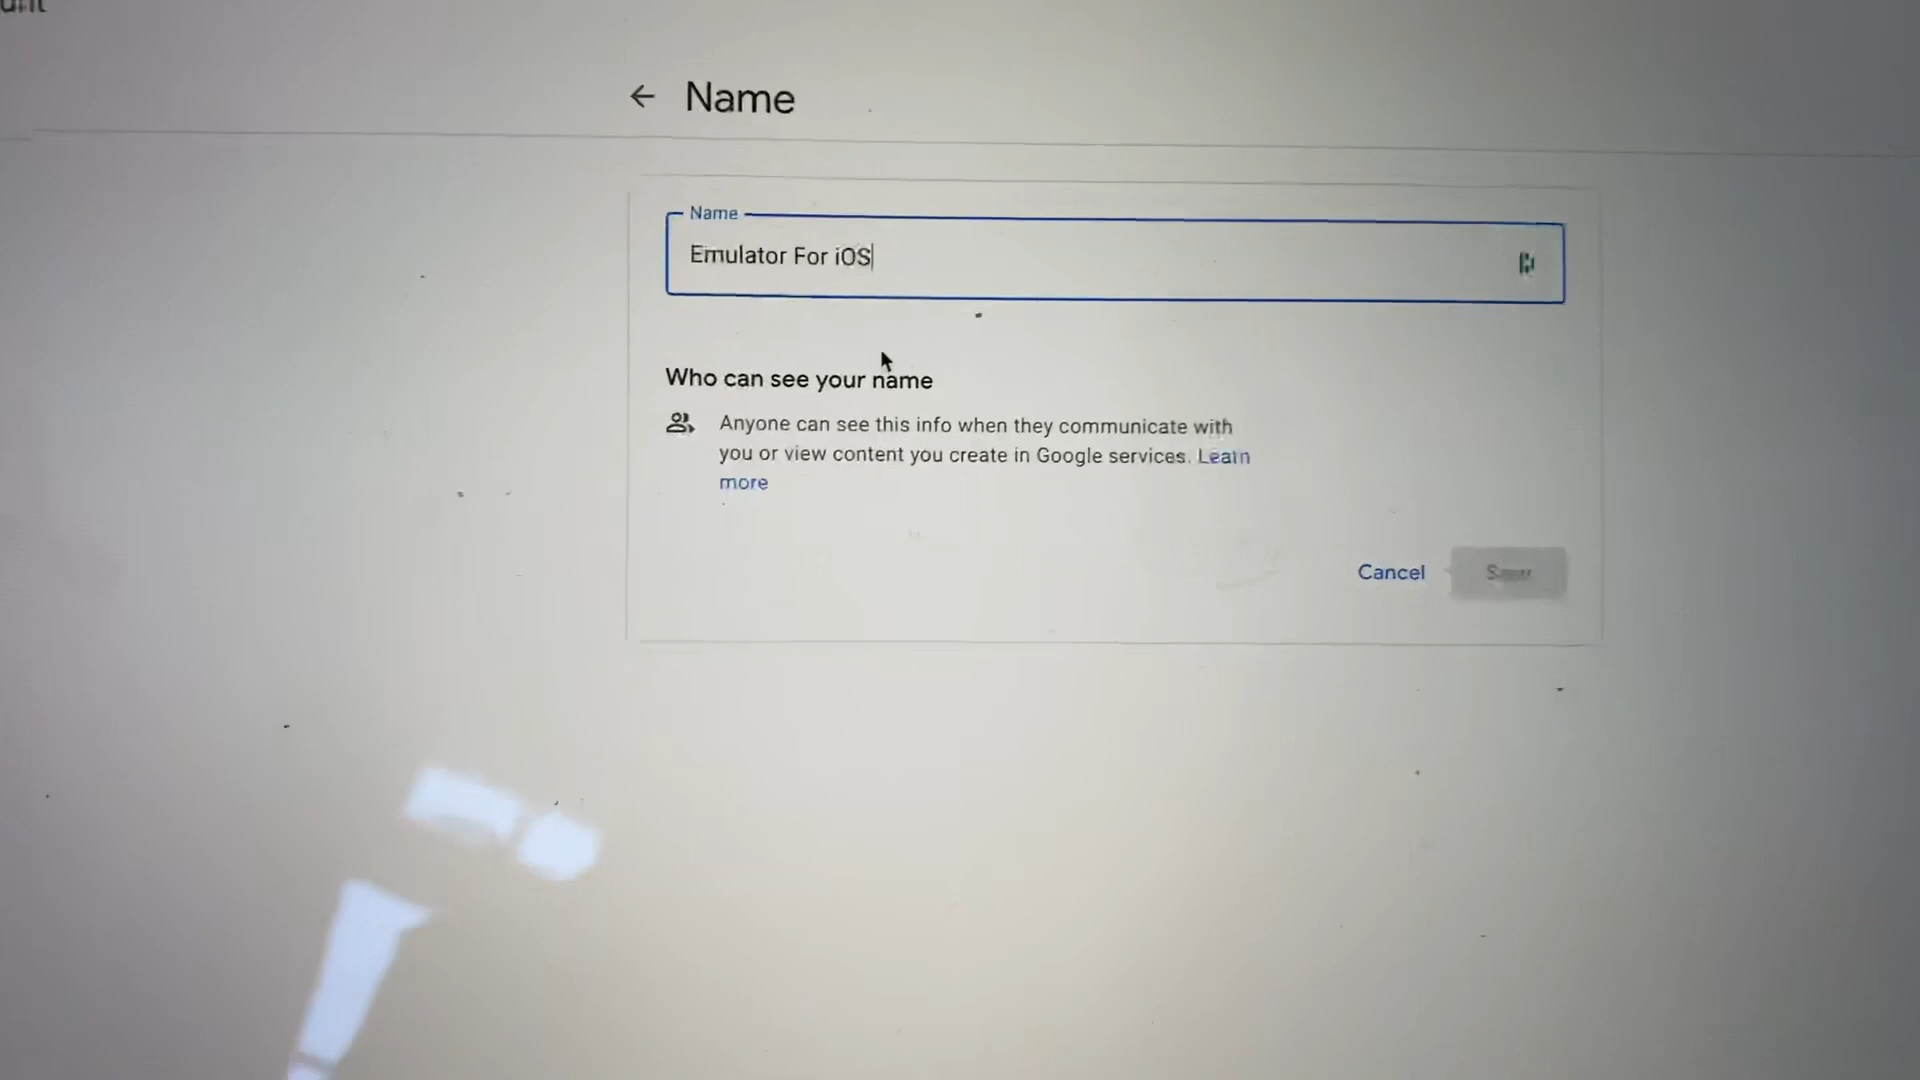 Name
Name
Emulator For iOS
Who can see your name
Anyone can see this info when they communicate with
you or view content you create in Google services. Learn
more
Cancel
Save